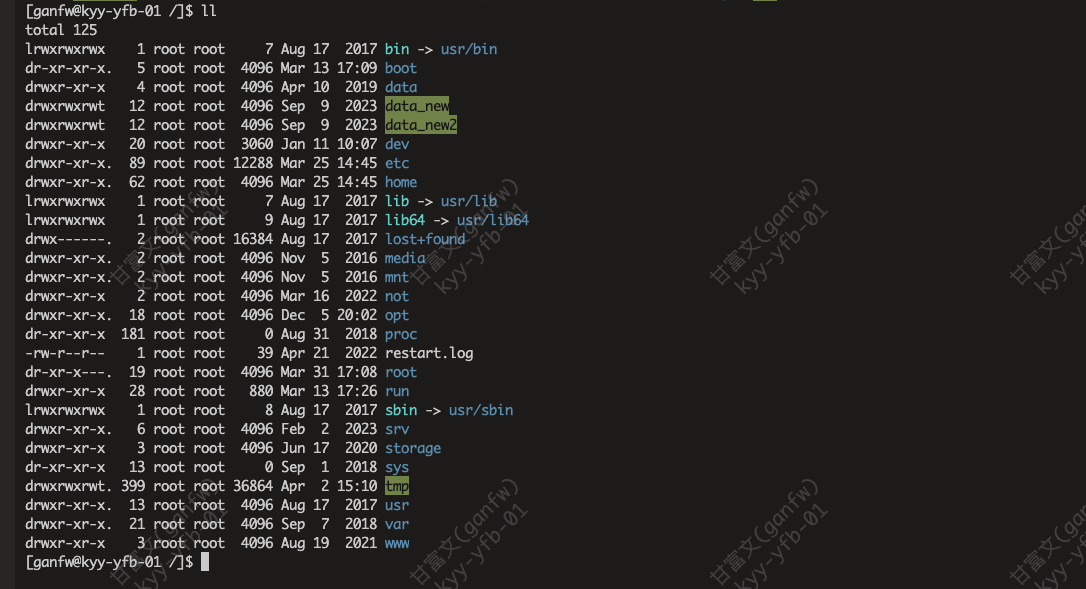 [ganfw@kyy-yfb-01 /]$ ll
total 125
lrwxrwxrwx    1 root root     7 Aug 17  2017 bin -> usr/bin
dr-xr-xr-x.   5 root root  4096 Mar 13 17:09 boot
drwxr-xr-x    4 root root  4096 Apr 10  2019 data
drwxrwxrwt   12 root root  4096 Sep  9  2023 data_new
drwxrwxrwt   12 root root  4096 Sep  9  2023 data_new2
drwxr-xr-x   20 root root  3060 Jan 11 10:07 dev
drwxr-xr-x.  89 root root 12288 Mar 25 14:45 etc
drwxr-xr-x.  62 root root  4096 Mar 25 14:45 home
lrwxrwxrwx    1 root root     7 Aug 17  2017 lib -> usr/lib
lrwxrwxrwx    1 root root     9 Aug 17  2017 lib64 -> usr/lib64
drwx------.   2 root root 16384 Aug 17  2017 lost+found
drwxr-xr-x.   2 root root  4096 Nov  5  2016 media
drwxr-xr-x.   2 root root  4096 Nov  5  2016 mnt
drwxr-xr-x    2 root root  4096 Mar 16  2022 not
drwxr-xr-x.  18 root root  4096 Dec  5 20:02 opt
dr-xr-xr-x  181 root root     0 Aug 31  2018 proc
-rw-r--r--    1 root root    39 Apr 21  2022 restart.log
dr-xr-x---.  19 root root  4096 Mar 31 17:08 root
drwxr-xr-x   28 root root   880 Mar 13 17:26 run
lrwxrwxrwx    1 root root     8 Aug 17  2017 sbin -> usr/sbin
drwxr-xr-x.   6 root root  4096 Feb  2  2023 srv
drwxr-xr-x    3 root root  4096 Jun 17  2020 storage
dr-xr-xr-x   13 root root     0 Sep  1  2018 sys
drwxrwxrwt. 399 root root 36864 Apr  2 15:10 tmp
drwxr-xr-x.  13 root root  4096 Aug 17  2017 usr
drwxr-xr-x.  21 root root  4096 Sep  7  2018 var
drwxr-xr-x    3 root root  4096 Aug 19  2021 www
[ganfw@kyy-yfb-01 /]$
甘富文(ganfw)
kyy-yfb-01
甘富文(ganfw)
kyy-yfb-01
甘富文(ganfw)
kyy-yfb-01
甘富文
kyy-yfb
甘富文(ganfw)
kyy-yfb-01
甘富文(ganfw)
kyy-yfb-01
甘富文(ganfw)
kyy-yfb-01
甘富文